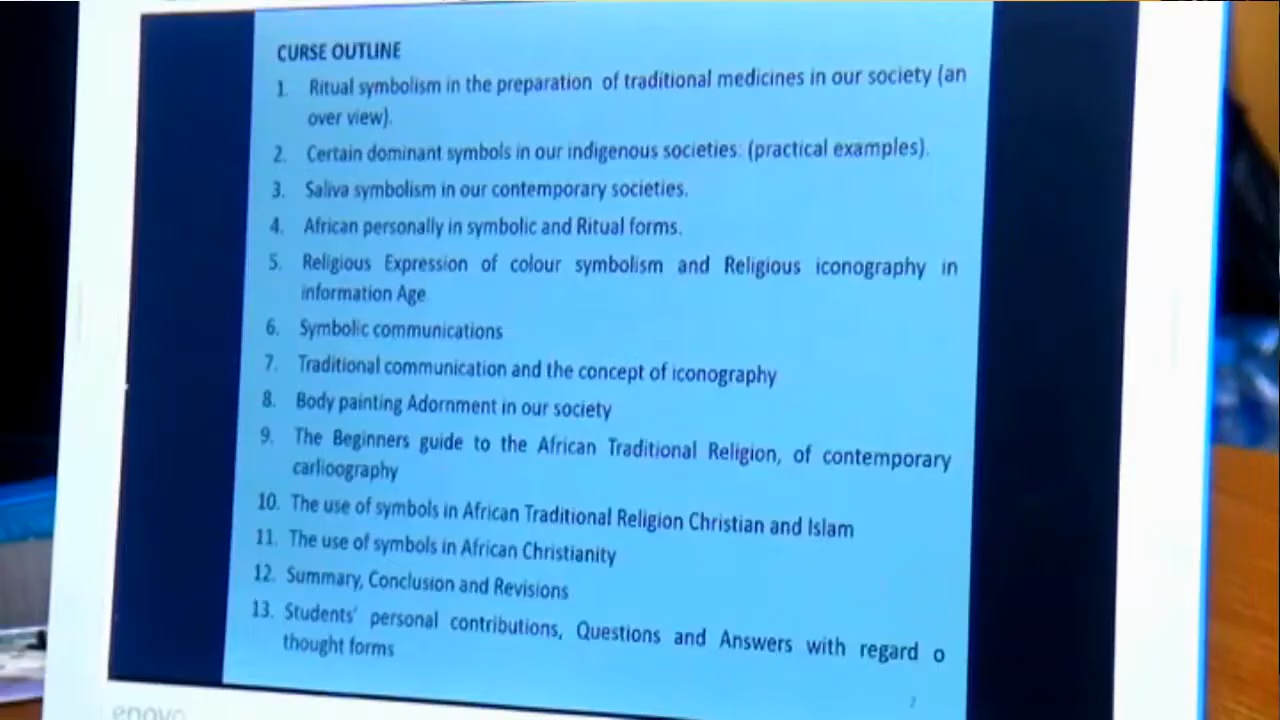 CURSE OUTLINE
1. Ritual symbolism in the preparation of traditional medicines in our society (an
over view).
2. Certain dominant symbols in our indigenous societies: (practical examples).
3. Saliva symbolism in our contemporary societies.
4. African personally in symbolic and Ritual forms.
5. Religious Expression of colour symbolism and Religious iconography in
information Age
6. Symbolic communications
7. Traditional communication and the concept of iconography
8. Body painting Adornment in our society
9. The Beginners guide to the African Traditional Religion, of contemporary
carlioography
10. The use of symbols in African Traditional Religion Christian and Islam
11. The use of symbols in African Christianity
12. Summary, Conclusion and Revisions
13. Students' personal contributions, Questions and Answers with regard o
thought forms
enovo